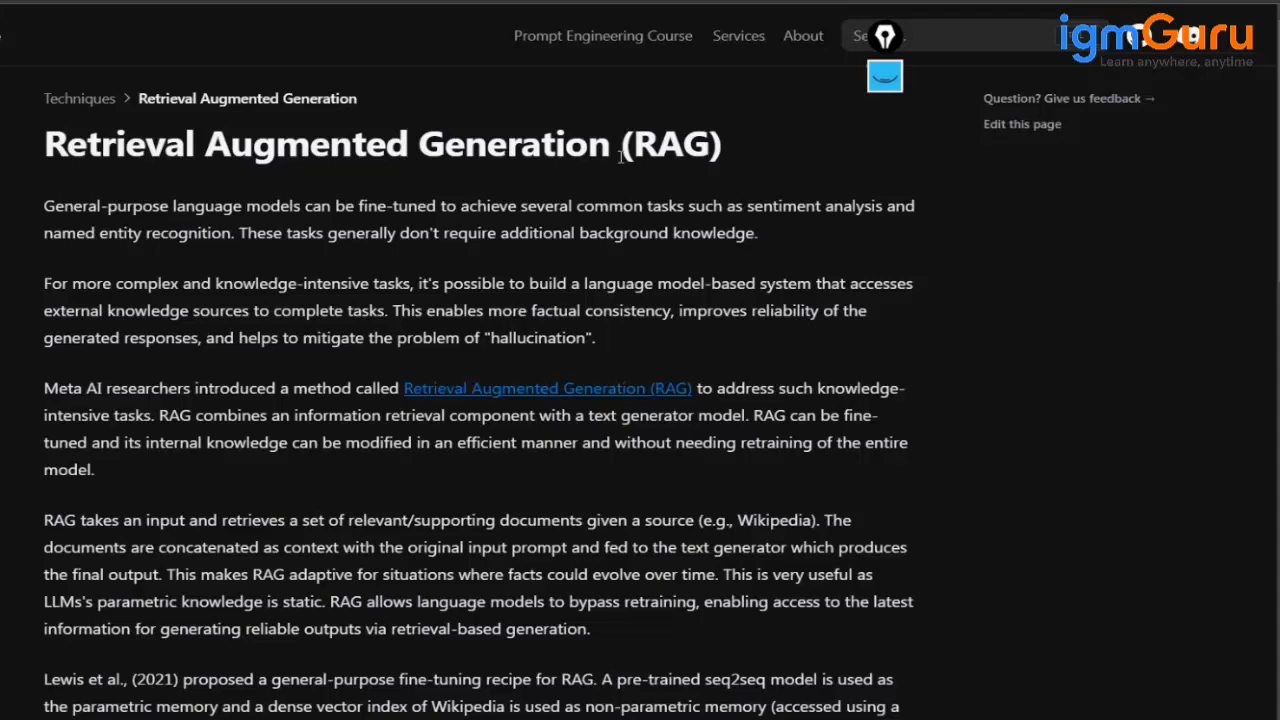 Prompt Engineering Course Services About Se
igmGuru
Learn anywhere, anytime
Techniques > Retrieval Augmented Generation
Question? Give us feedback →
Edit this page
Retrieval Augmented Generation (RAG)
General-purpose language models can be fine-tuned to achieve several common tasks such as sentiment analysis and
named entity recognition. These tasks generally don't require additional background knowledge.
For more complex and knowledge-intensive tasks, it's possible to build a language model-based system that accesses
external knowledge sources to complete tasks. This enables more factual consistency, improves reliability of the
generated responses, and helps to mitigate the problem of "hallucination".
Meta AI researchers introduced a method called Retrieval Augmented Generation (RAG) to address such knowledge-
intensive tasks. RAG combines an information retrieval component with a text generator model. RAG can be fine-
tuned and its internal knowledge can be modified in an efficient manner and without needing retraining of the entire
model.
RAG takes an input and retrieves a set of relevant/supporting documents given a source (e.g., Wikipedia). The
documents are concatenated as context with the original input prompt and fed to the text generator which produces
the final output. This makes RAG adaptive for situations where facts could evolve over time. This is very useful as
LLMs's parametric knowledge is static. RAG allows language models to bypass retraining, enabling access to the latest
information for generating reliable outputs via retrieval-based generation.
Lewis et al., (2021) proposed a general-purpose fine-tuning recipe for RAG. A pre-trained seq2seq model is used as
the parametric memory and a dense vector index of Wikipedia is used as non-parametric memory (accessed using a